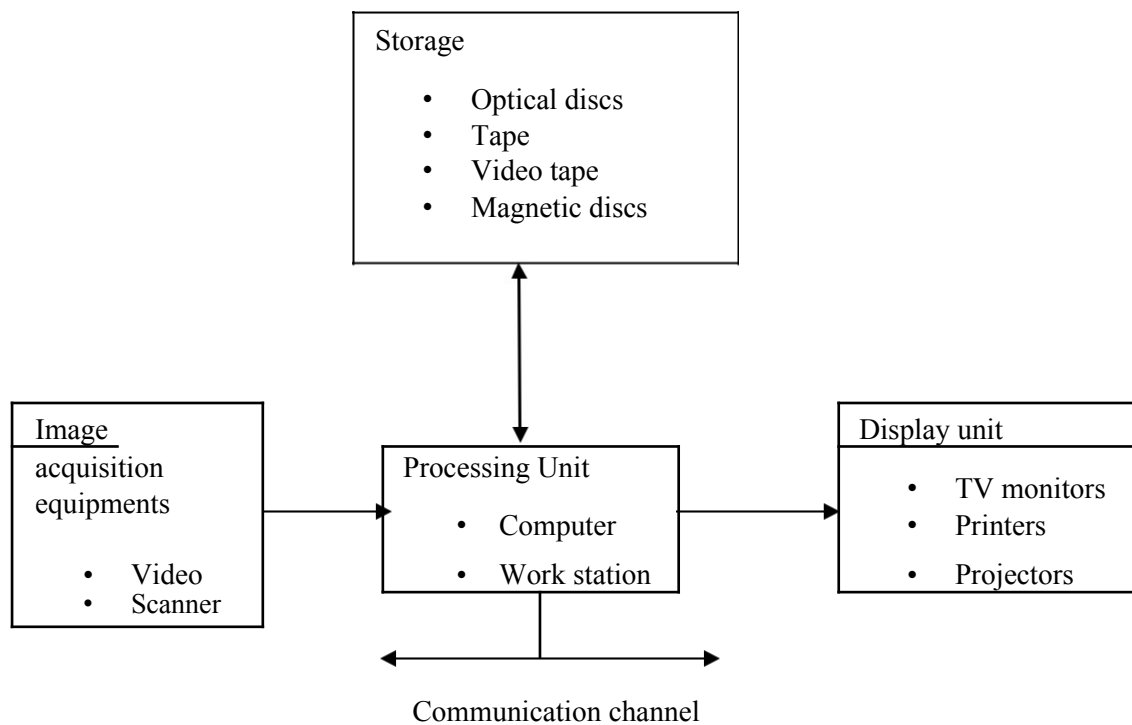 Storage
• Optical discs
• Tape
• Video tape
• Magnetic discs
Image
acquisition
equipments
• Video
• Scanner
Processing Unit
• Computer
• Work station
Display unit
• TV monitors
• Printers
• Projectors
Communication channel